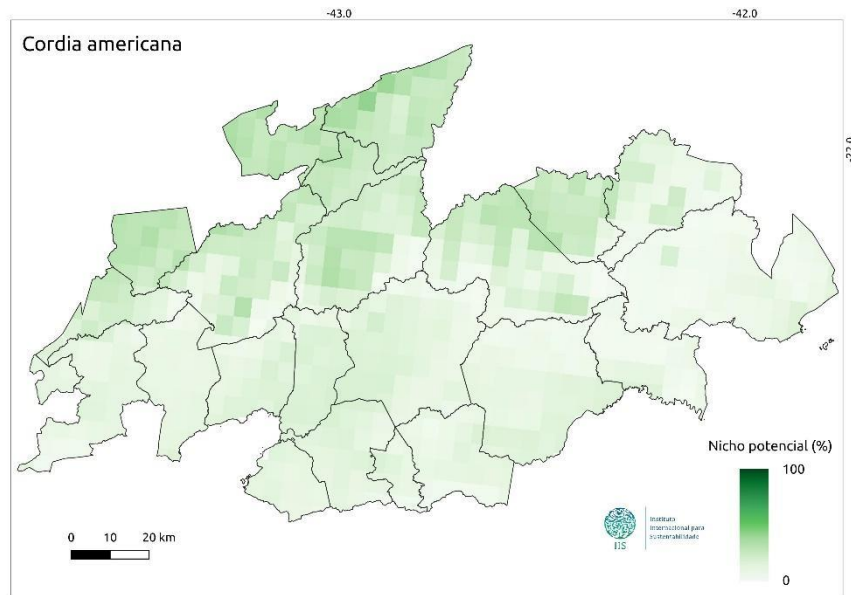 -43.0
-42.0
Cordia americana
-22.0
Nicho potencial (%)
100
0
0 10 20 km
IIS
Instituto
Internacional para
Sustentabilidade